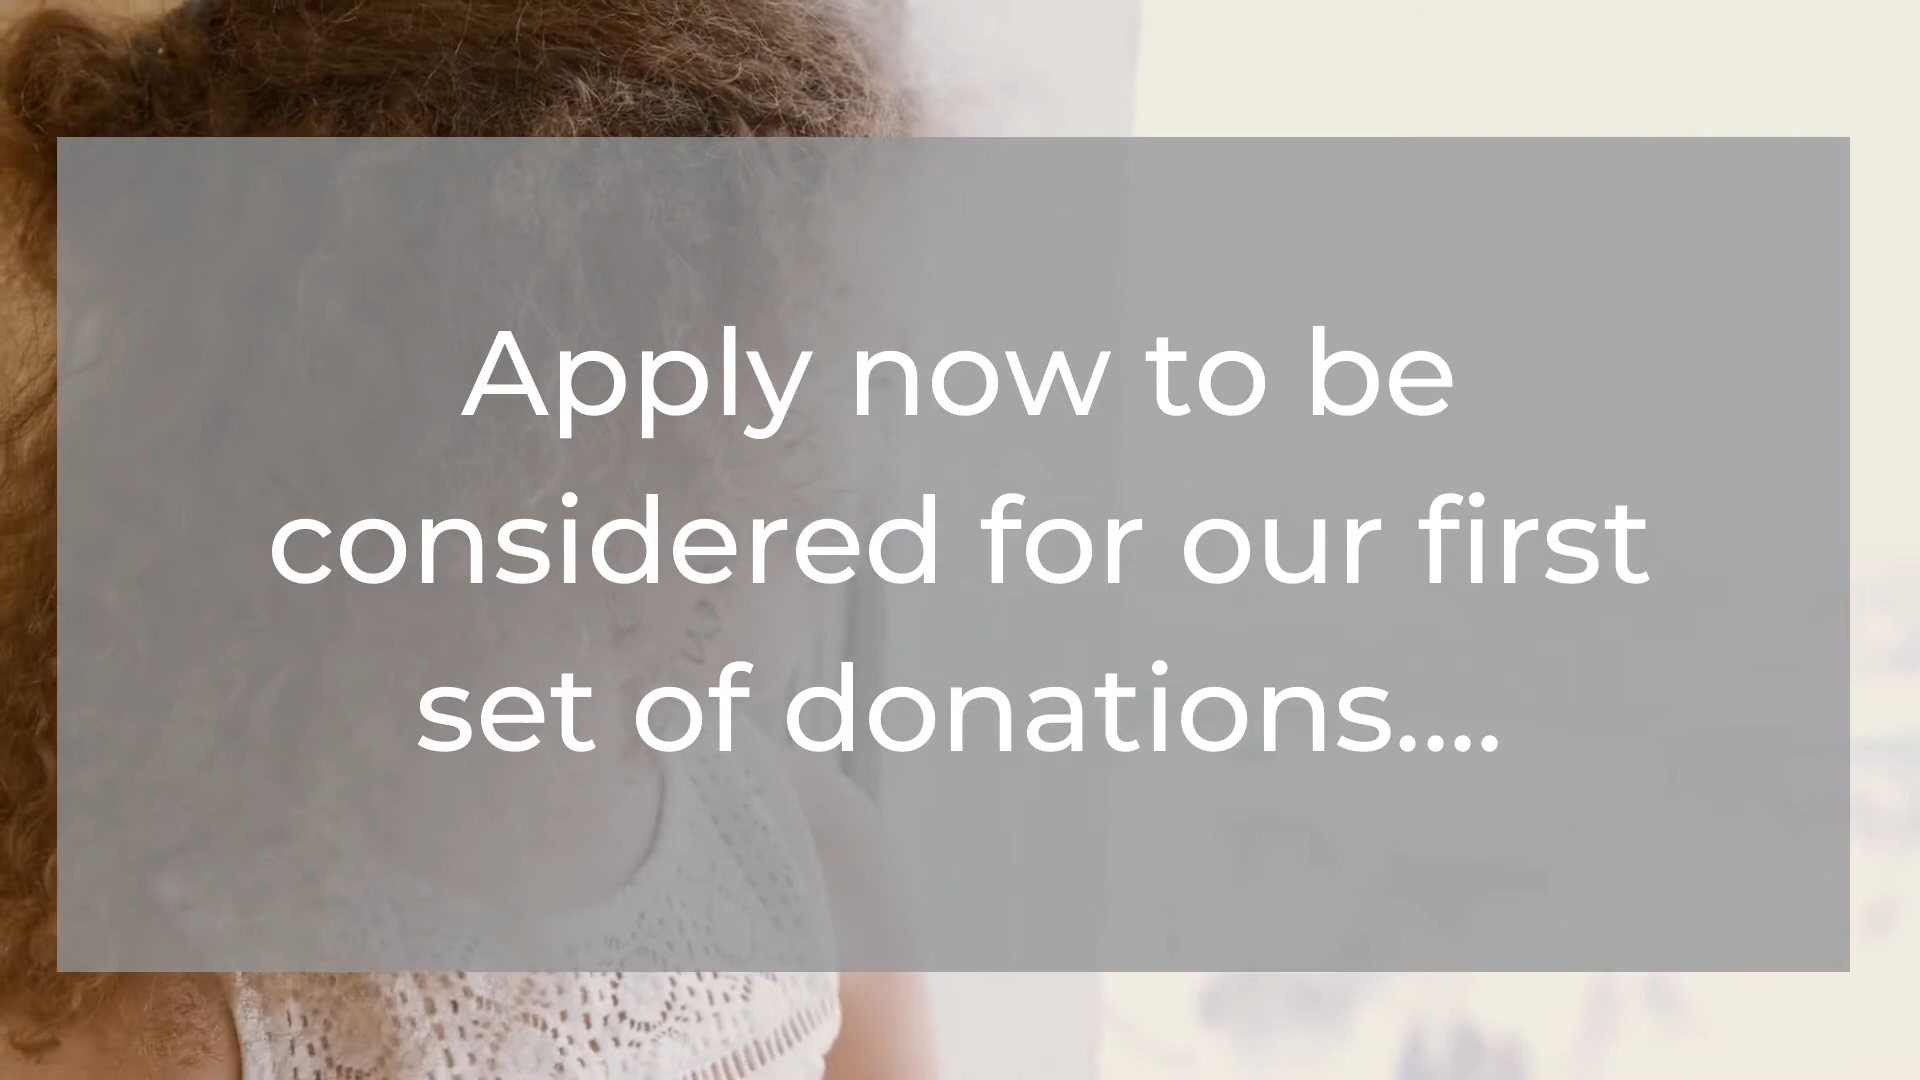 Apply now to be
considered for our first
set of donations....